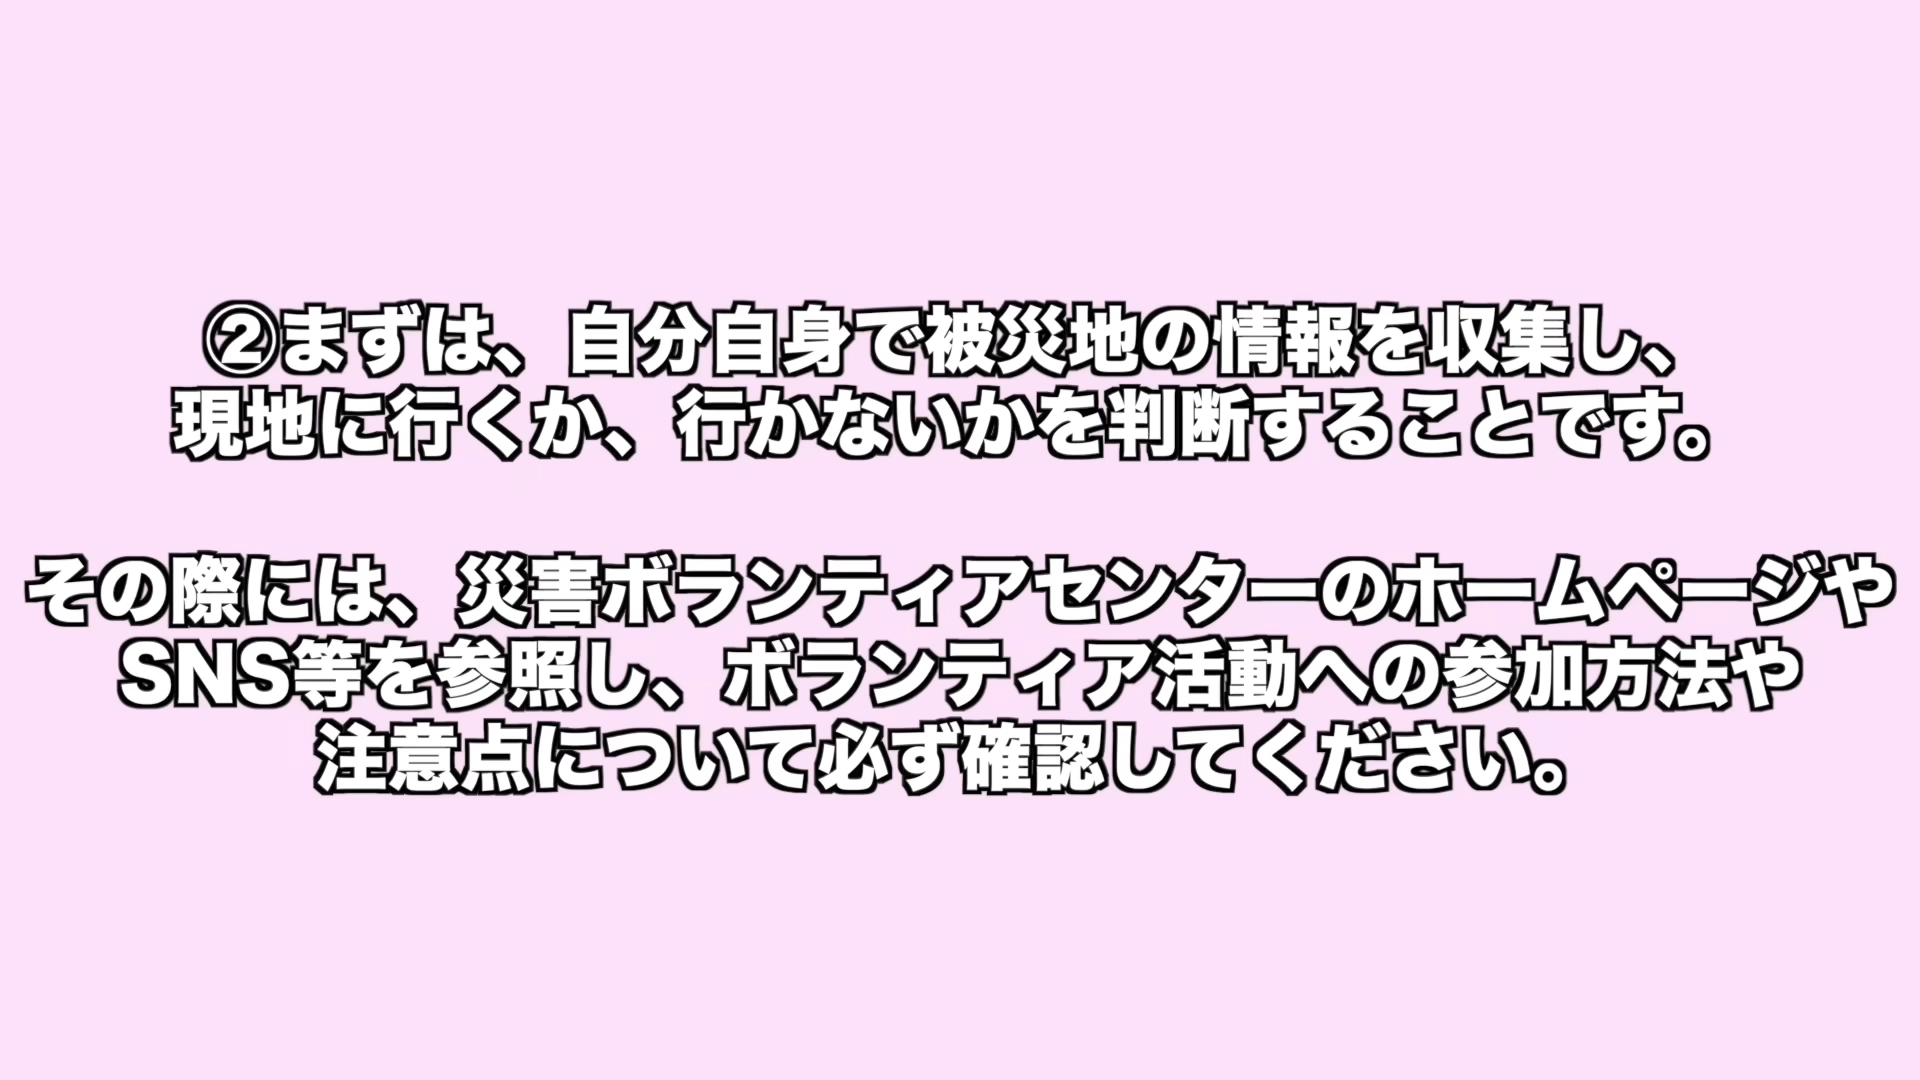 ②まずは、自分自身で被災地の情報を収集し、
現地に行くか、行かないかを判断することです。
その際には、災害ボランティアセンターのホームページや
SNS等を参照し、ボランティア活動への参加方法や
注意点について必ず確認してください。